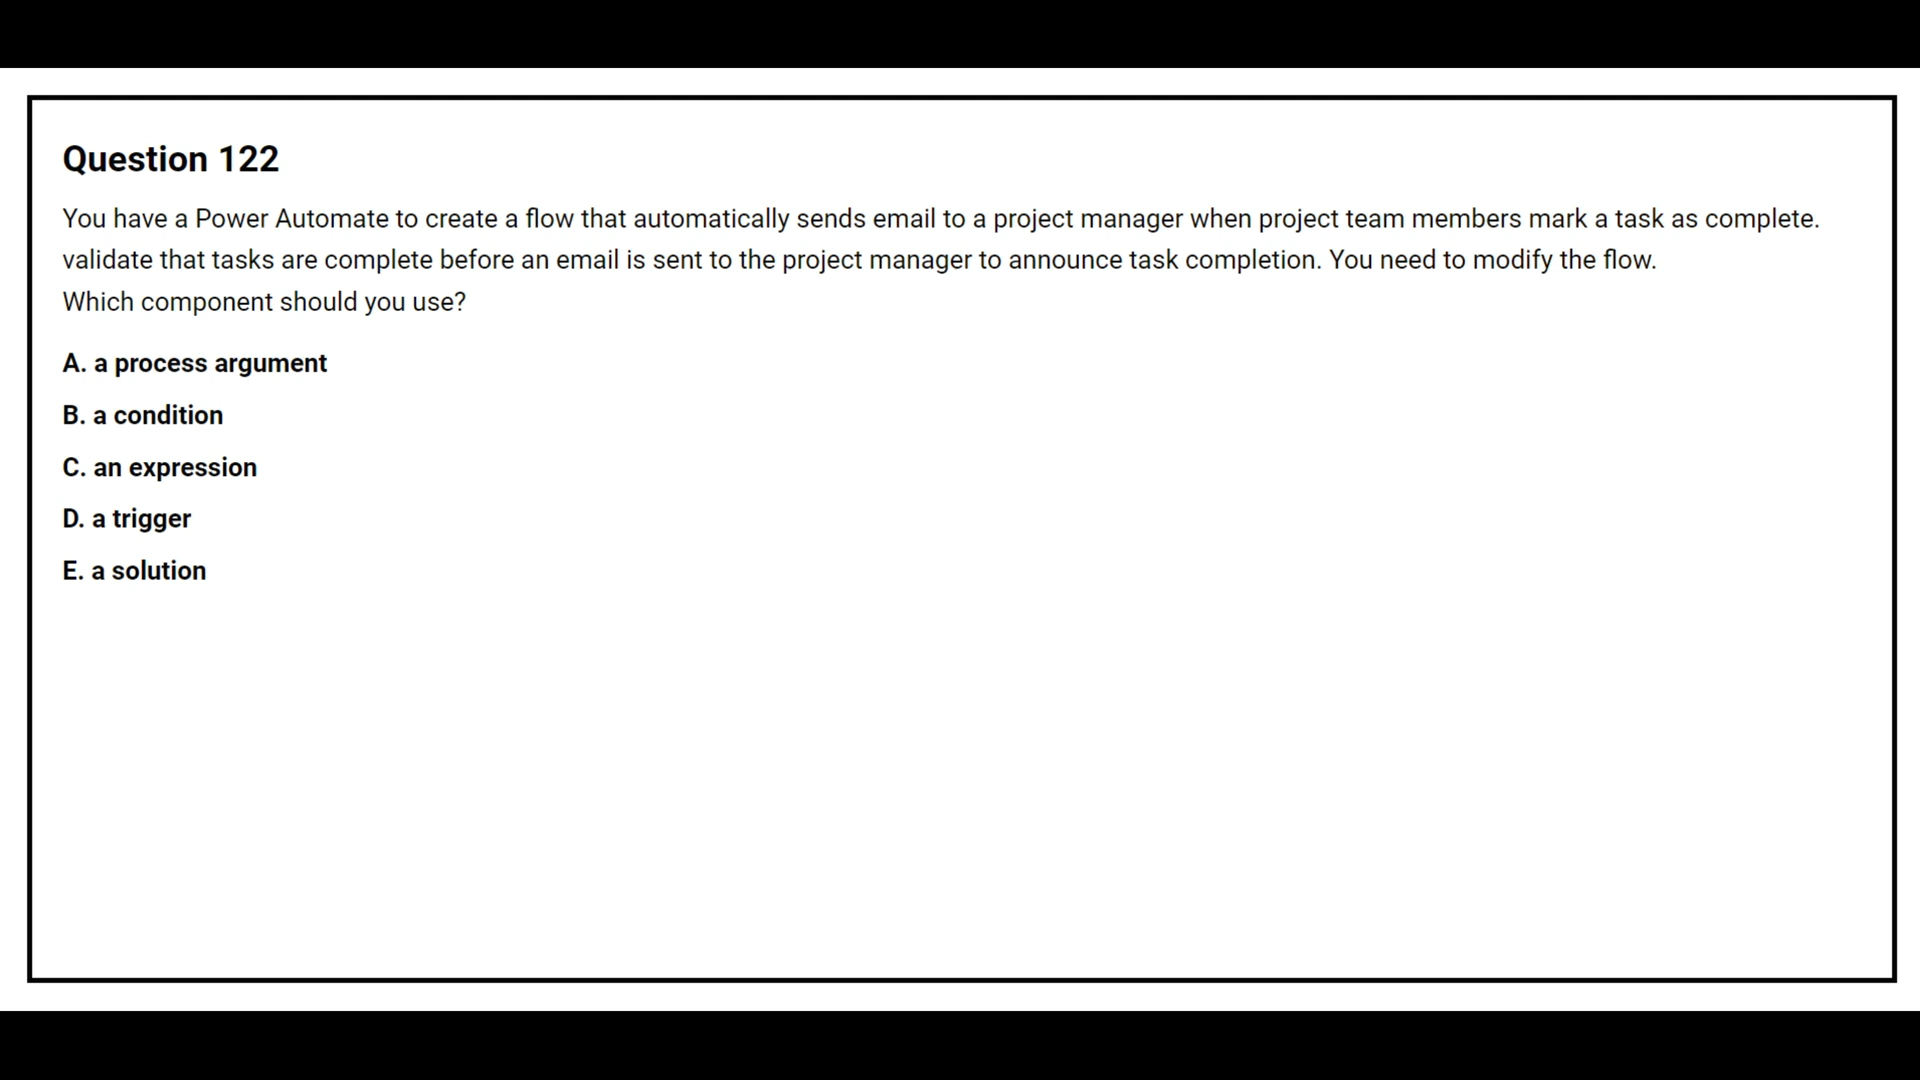 Question 122
You have a Power Automate to create a flow that automatically sends email to a project manager when project team members mark a task as complete.
validate that tasks are complete before an email is sent to the project manager to announce task completion. You need to modify the flow.
Which component should you use?
A. a process argument
B. a condition
C. an expression
D. a trigger
E. a solution